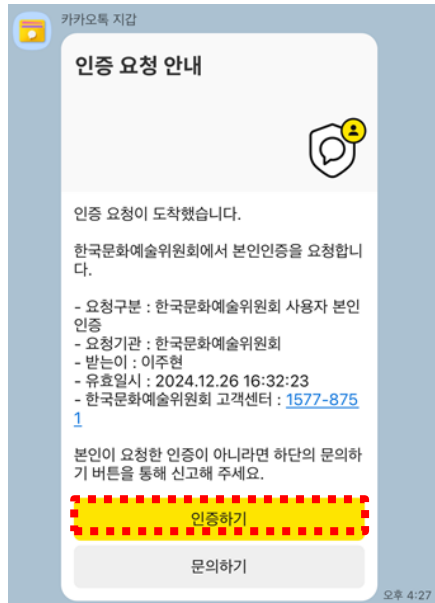 카카오톡 지갑
인증 요청 안내
인증 요청이 도착했습니다.
한국문화예술위원회에서 본인인증을 요청합니
다.
- 요청구분 : 한국문화예술위원회 사용자 본인
인증
- 요청기관 : 한국문화예술위원회
- 받는이 : 이주현
- 유효일시 : 2024.12.26 16:32:23
- 한국문화예술위원회 고객센터 : 1577-875
1
본인이 요청한 인증이 아니라면 하단의 문의하
기 버튼을 통해 신고해 주세요.
인증하기
문의하기
오후 4:27